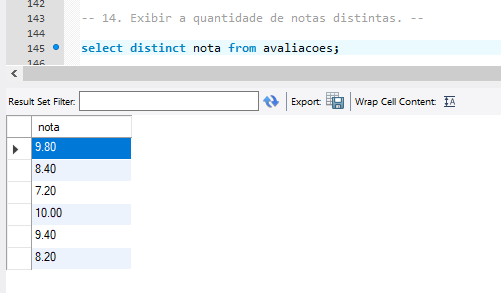 142
143 -- 14. Exibir a quantidade de notas distintas. --
144
145 select distinct nota from avaliacoes;
146
Result Set Filter: Export: Wrap Cell Content: IA
nota
9.80
8.40
7.20
10.00
9.40
8.20